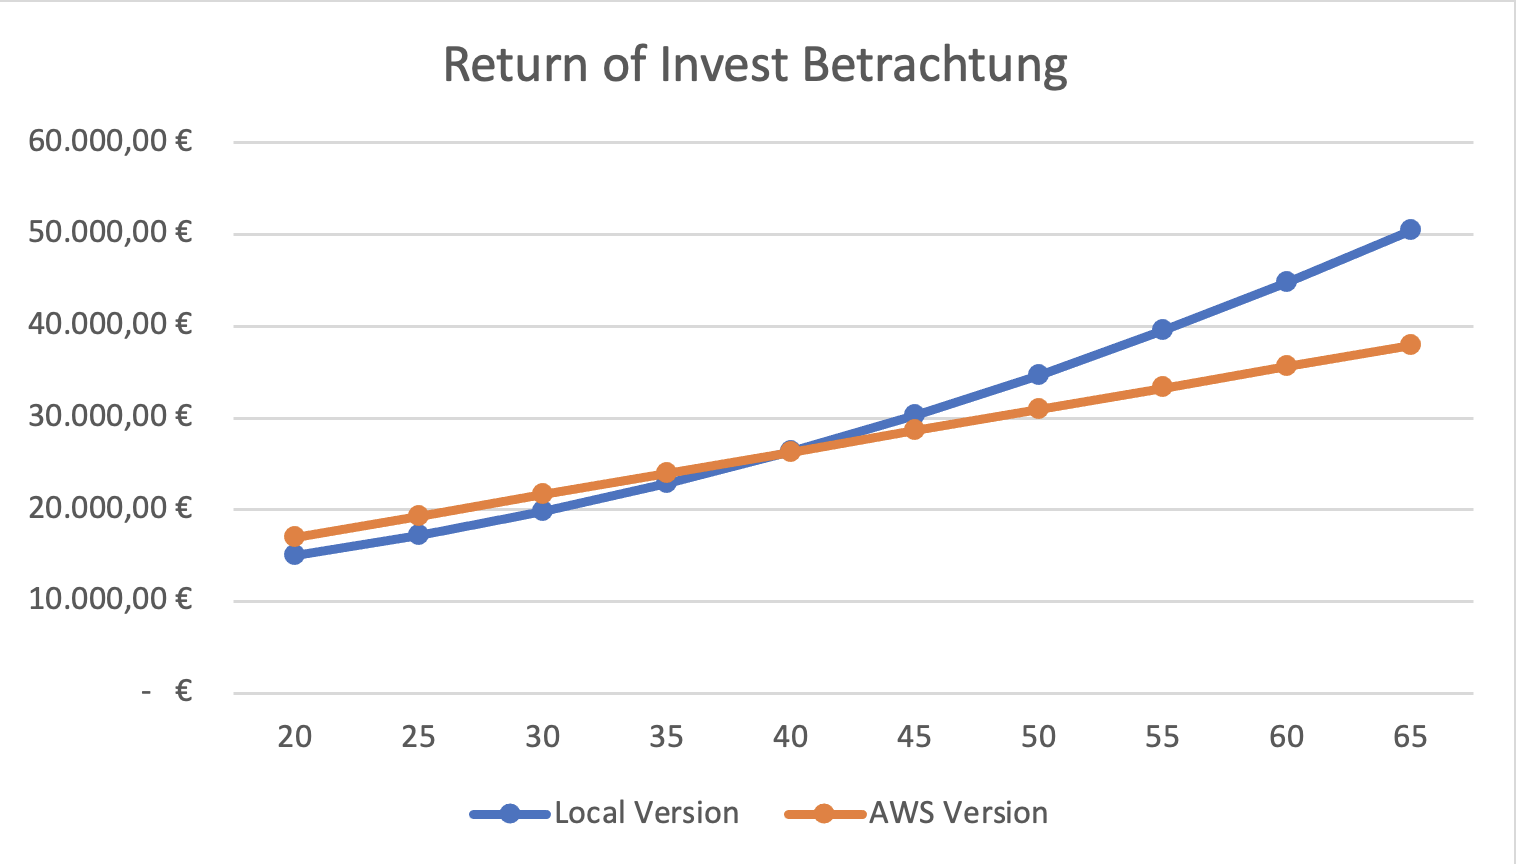 Return of Invest Betrachtung
60.000,00 €
50.000,00 €
40.000,00 €
30.000,00 €
20.000,00 €
10.000,00 €
- €
20 25 30 35 40 45 50 55 60 65
Local Version AWS Version